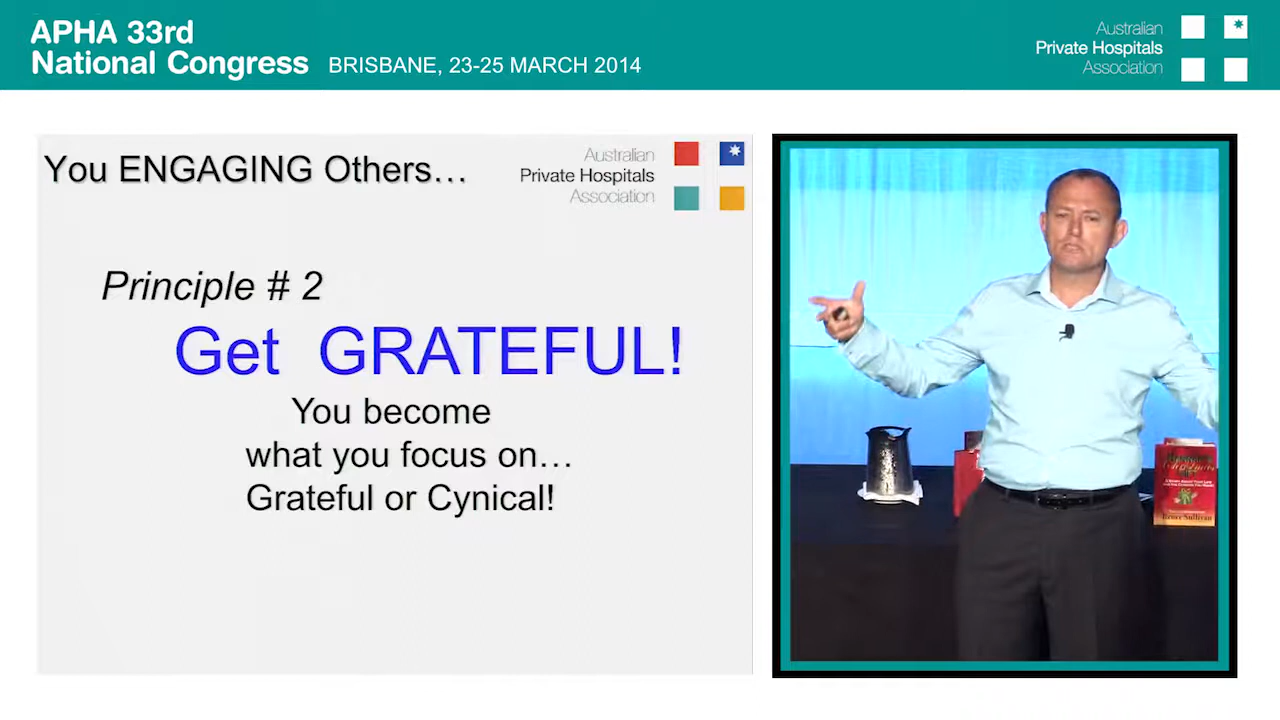 APHA 33rd
National Congress BRISBANE, 23-25 MARCH 2014
Australian
Private Hospitals
Association
You ENGAGING Others…
Australian
Private Hospitals
Association
Principle # 2
Get GRATEFUL!
You become
what you focus on…
Grateful or Cynical!
Sullivan